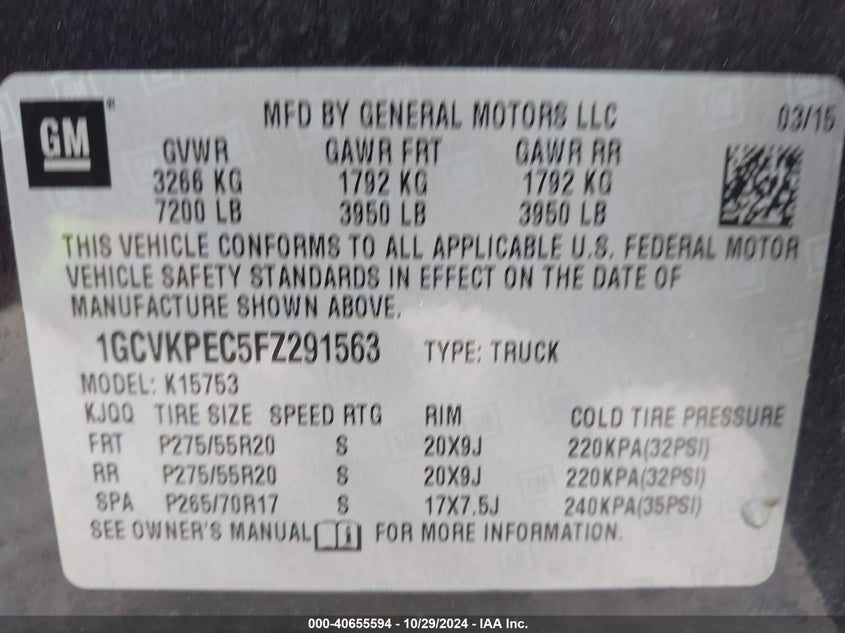 GM®
MFD BY GENERAL MOTORS LLC 03/15
GVWR GAWR FRT GAWR RR
3266 KG 1792 KG 1792 KG
7200 LB 3950 LB 3950 LB
THIS VEHICLE CONFORMS TO ALL APPLICABLE U.S. FEDERAL MOTOR
VEHICLE SAFETY STANDARDS IN EFFECT ON THE DATE OF
MANUFACTURE SHOWN ABOVE.
1GCVKPEC5FZ291563 TYPE: TRUCK
MODEL: K15753
KJQQ TIRE SIZE SPEED RTG RIM COLD TIRE PRESSURE
FRT P275/55R20 S 20X9J 220KPA(32PSI)
RR P275/55R20 S 20X9J 220KPA(32PSI)
SPA P265/70R17 S 17X7.5J 240KPA(35PSI)
SEE OWNER'S MANUAL FOR MORE INFORMATION.
000-40655594 - 10/29/2024 - IAA Inc.